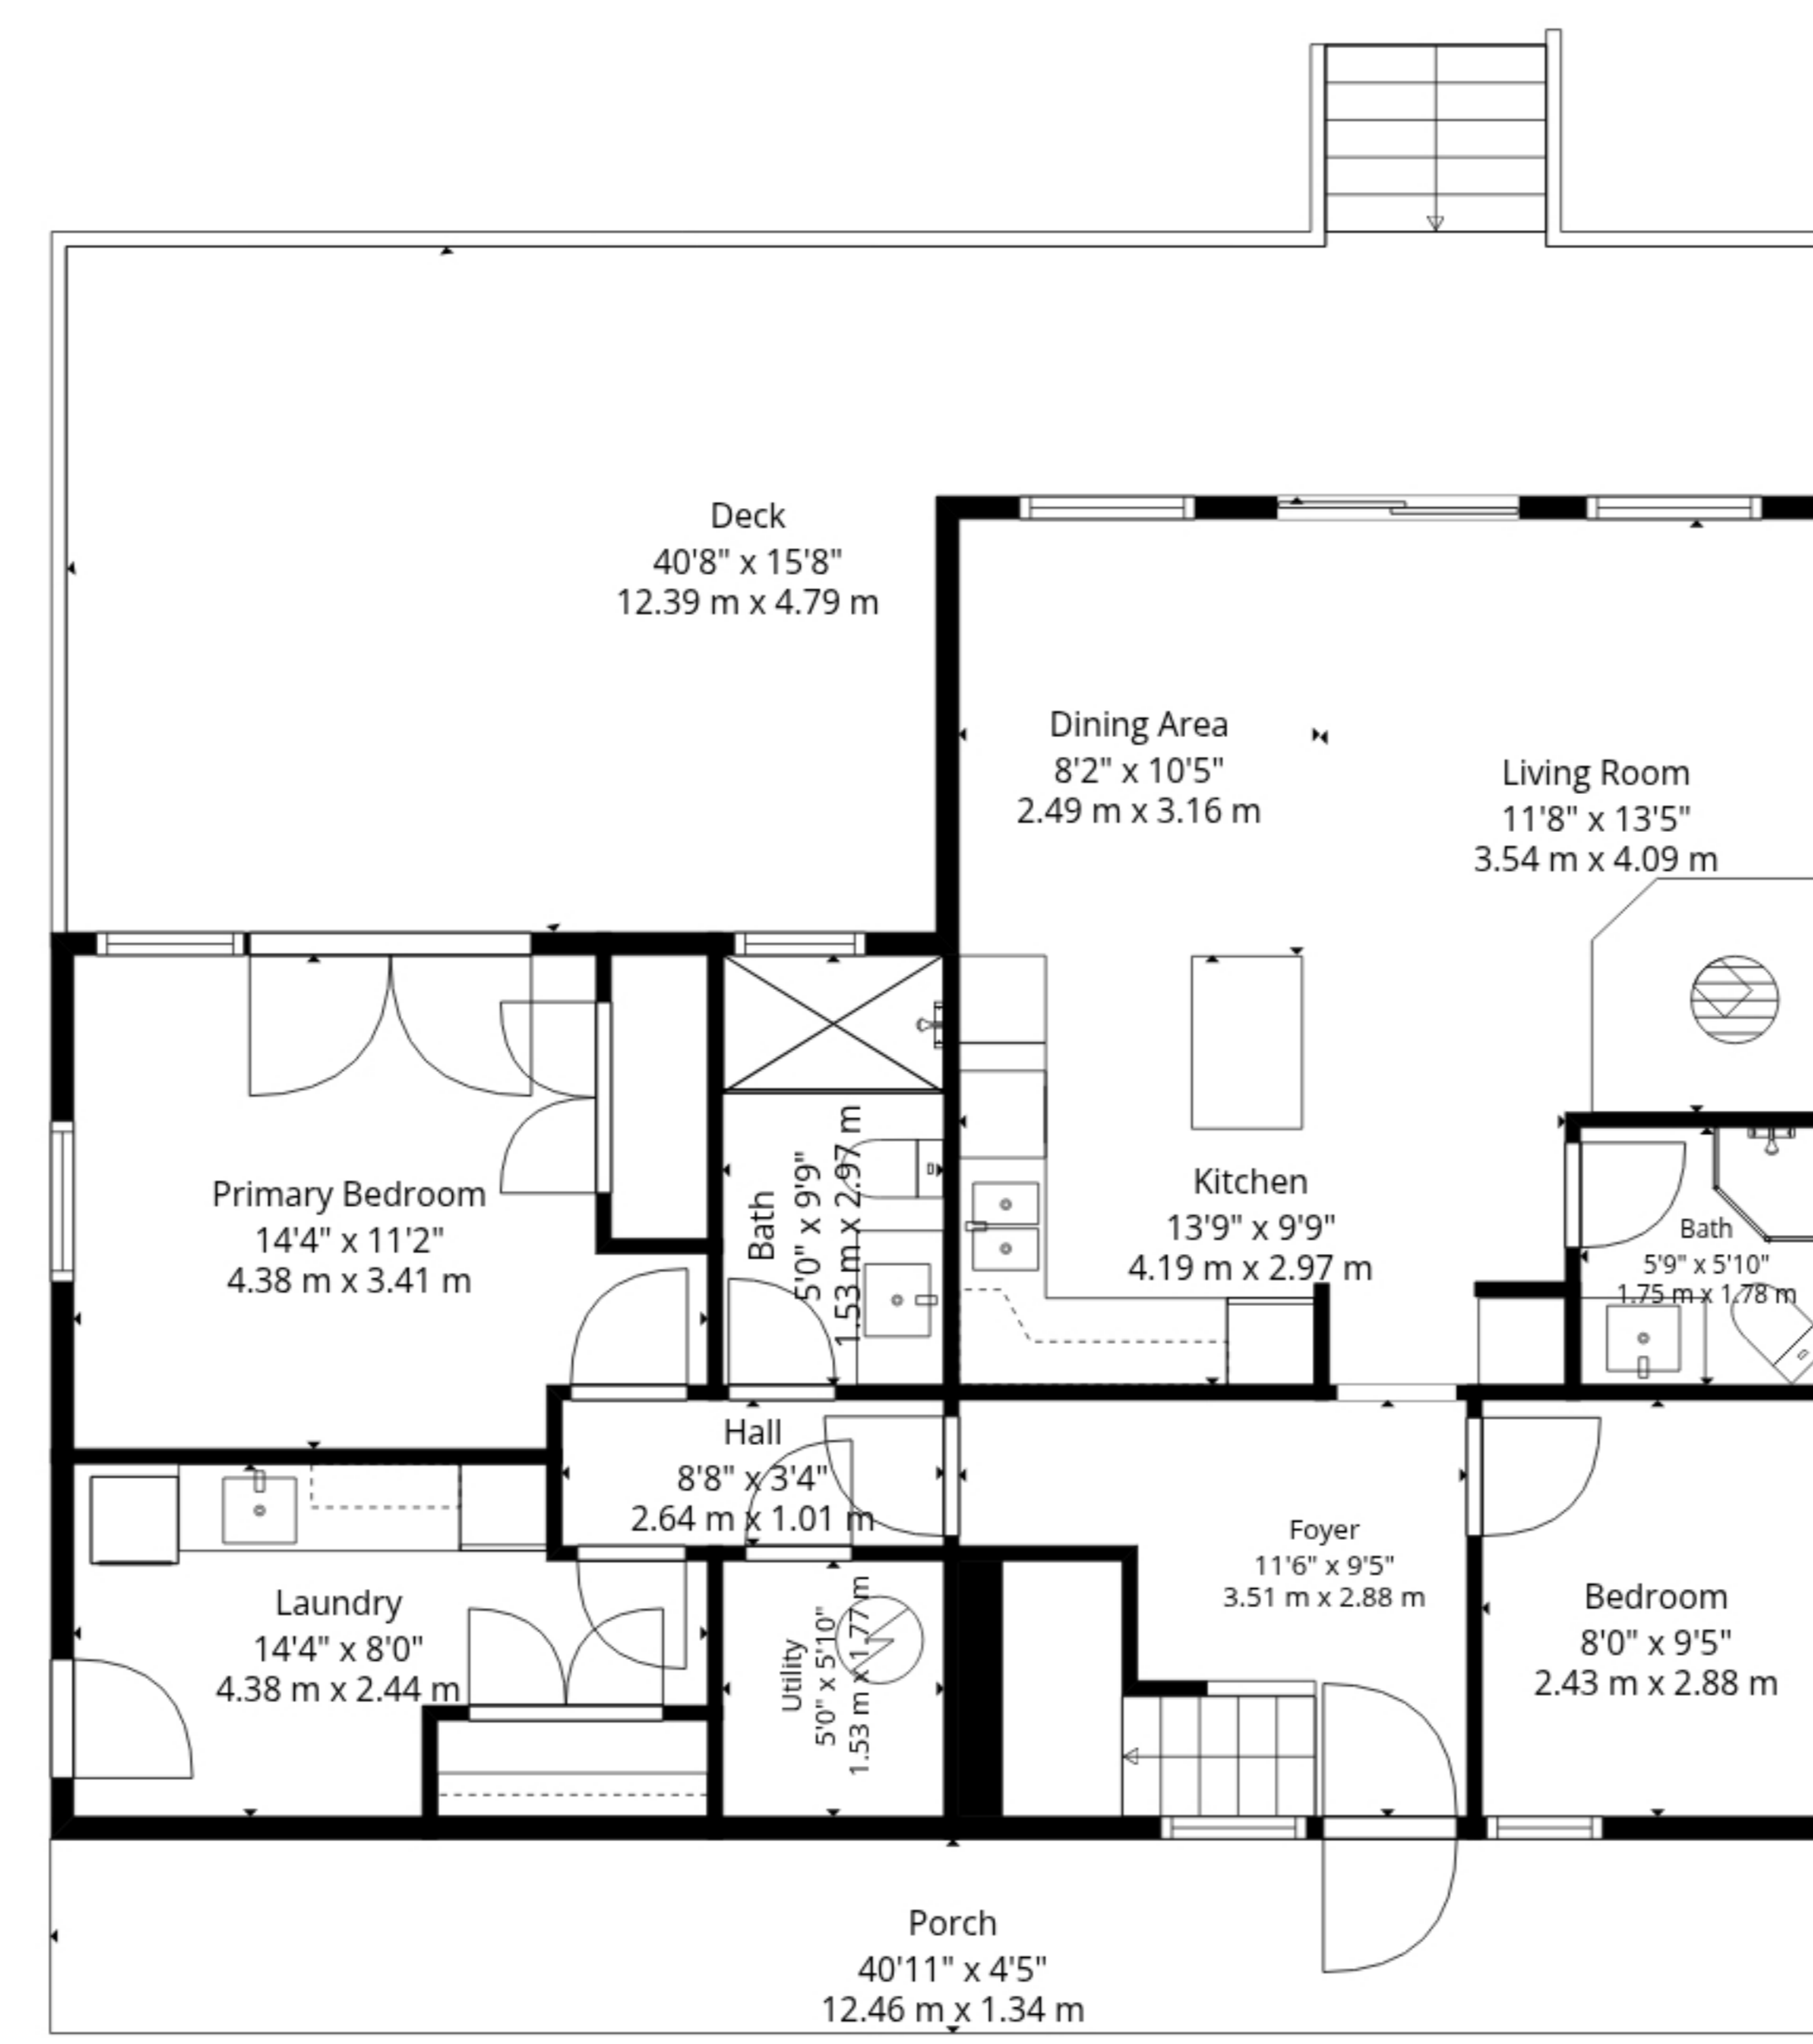 Deck
40'8" x 15'8"
12.39 m x 4.79 m
Dining Area
8'2" x 10'5"
2.49 m x 3.16 m
Living Room
11'8" x 13'5"
3.54 m x 4.09 m
Primary Bedroom
14'4" x 11'2"
4.38 m x 3.41 m
Bath
5'0" x 9'9"
1.53 m x 2.97 m
Kitchen
13'9" x 9'9"
4.19 m x 2.97 m
Bath
5'9" x 5'10"
1.75 m x 1.78 m
Hall
8'8" x 3'4"
2.64 m x 1.01 m
Foyer
11'6" x 9'5"
3.51 m x 2.88 m
Laundry
14'4" x 8'0"
4.38 m x 2.44 m
Utility
5'0" x 5'10"
1.53 m x 1.77 m
Bedroom
8'0" x 9'5"
2.43 m x 2.88 m
Porch
40'11" x 4'5"
12.46 m x 1.34 m